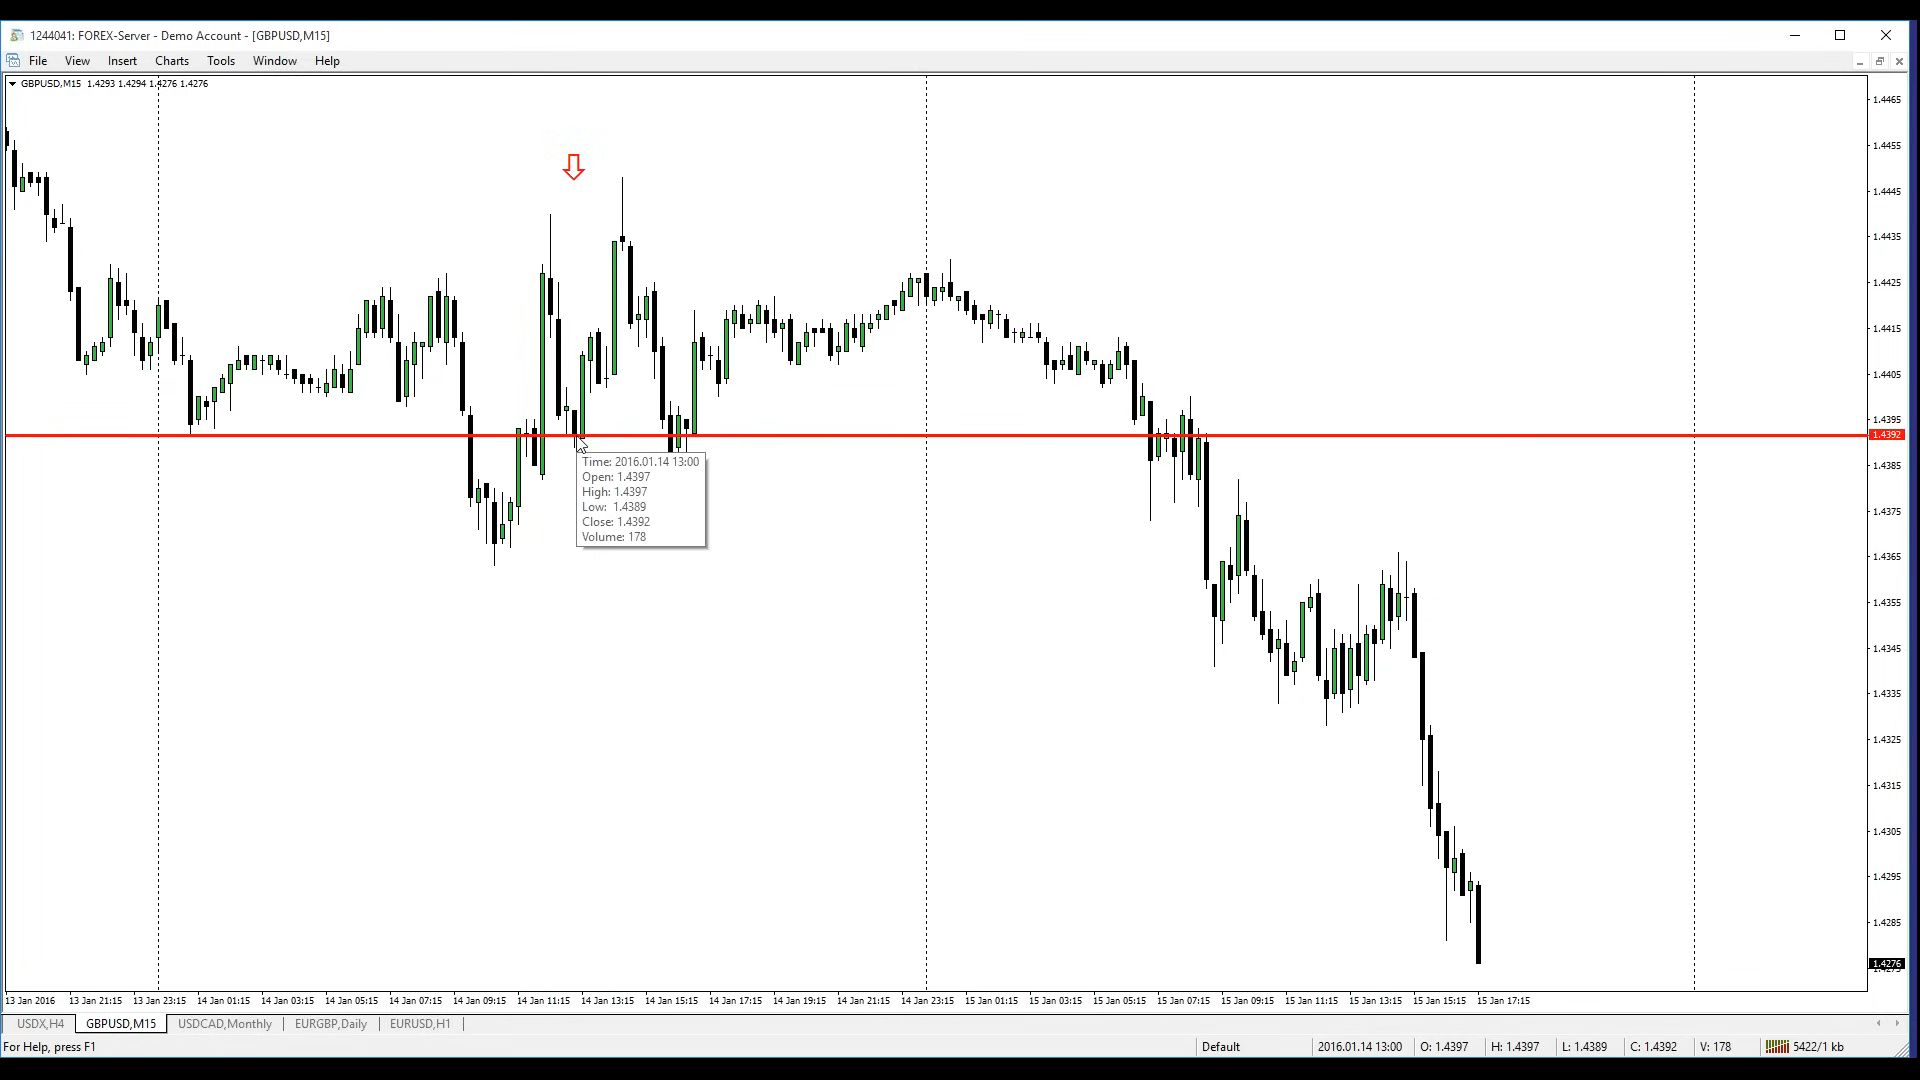 1244041: FOREX-Server - Demo Account - [GBPUSD,M15]
File View Insert Charts Tools Window Help
GBPUSD,M15 1.4293 1.4294 1.4276 1.4276
1.4465
1.4455
1.4445
1.4435
1.4425
1.4415
1.4405
1.4395
1.4392
1.4385
1.4375
1.4365
1.4355
1.4345
1.4335
1.4325
1.4315
1.4305
1.4295
1.4285
1.4276
Time: 2016.01.14 13:00
Open: 1.4397
High: 1.4397
Low: 1.4389
Close: 1.4392
Volume: 178
13 Jan 2016 13 Jan 21:15 13 Jan 23:15 14 Jan 01:15 14 Jan 03:15 14 Jan 05:15 14 Jan 07:15 14 Jan 09:15 14 Jan 11:15 14 Jan 13:15 14 Jan 15:15 14 Jan 17:15 14 Jan 19:15 14 Jan 21:15 14 Jan 23:15 15 Jan 01:15 15 Jan 03:15 15 Jan 05:15 15 Jan 07:15 15 Jan 09:15 15 Jan 11:15 15 Jan 13:15 15 Jan 15:15 15 Jan 17:15
USDX,H4 GBPUSD,M15 USDCAD,Monthly EURGBP,Daily EURUSD,H1
For Help, press F1 Default 2016.01.14 13:00 O: 1.4397 H: 1.4397 L: 1.4389 C: 1.4392 V: 178 5422/1 kb